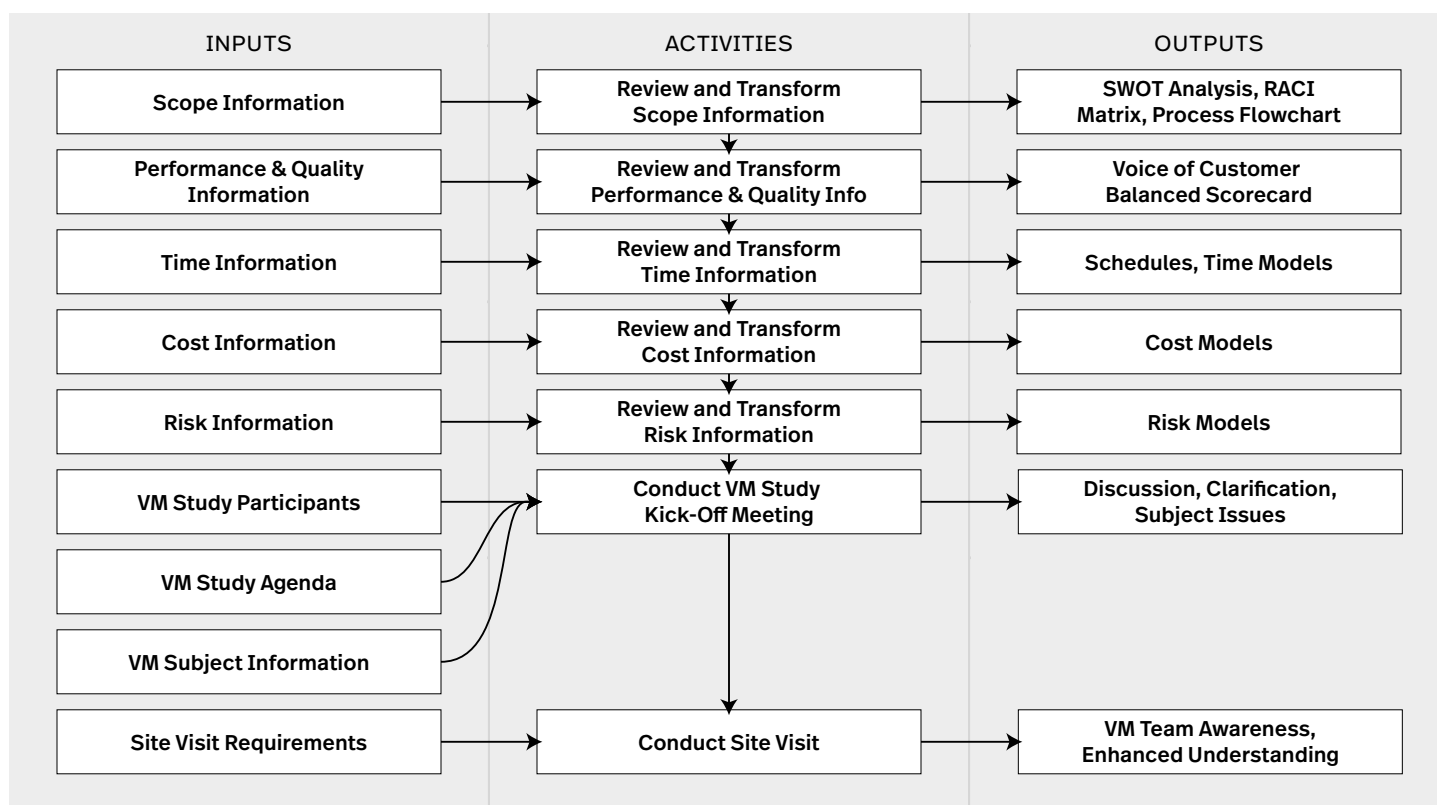 INPUTS
ACTIVITIES
OUTPUTS
Scope Information
Review and Transform
Scope Information
SWOT Analysis, RACI
Matrix, Process Flowchart
Performance & Quality
Information
Review and Transform
Performance & Quality Info
Voice of Customer
Balanced Scorecard
Time Information
Review and Transform
Time Information
Schedules, Time Models
Cost Information
Review and Transform
Cost Information
Cost Models
Risk Information
Review and Transform
Risk Information
Risk Models
VM Study Participants
Conduct VM Study
Kick-Off Meeting
Discussion, Clarification,
Subject Issues
VM Study Agenda
VM Subject Information
Site Visit Requirements
Conduct Site Visit
VM Team Awareness,
Enhanced Understanding